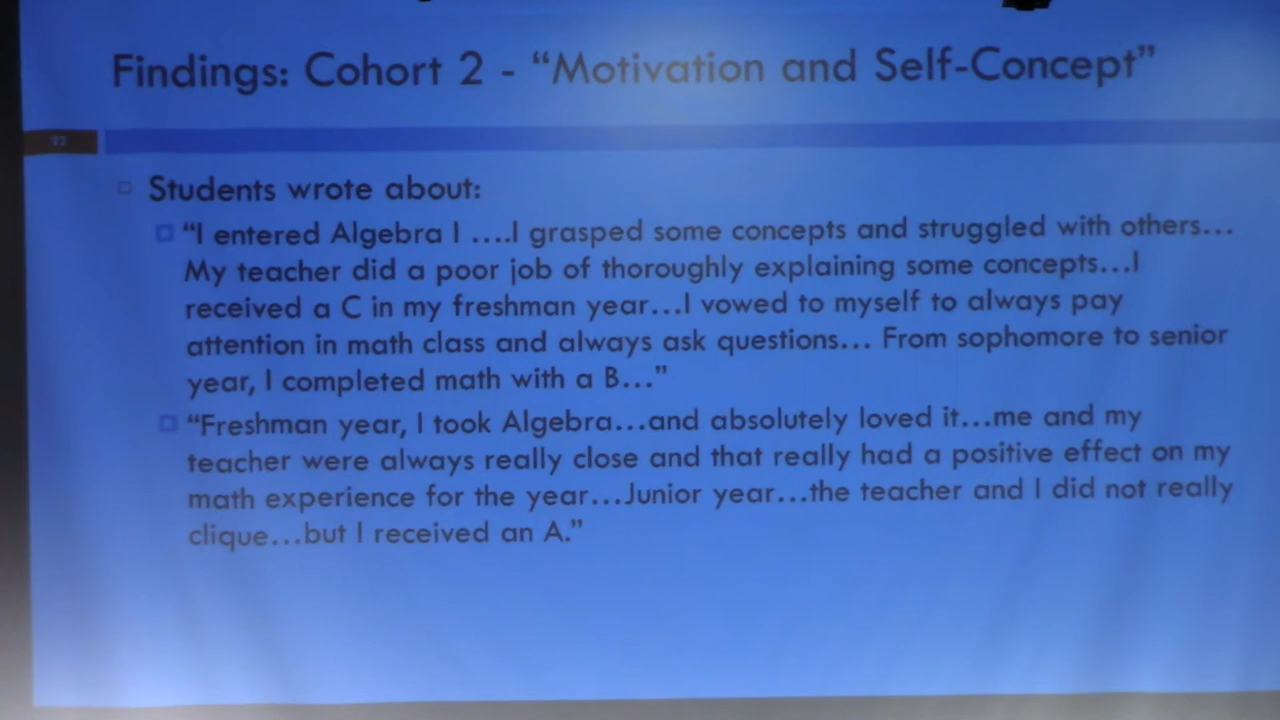 Findings: Cohort 2 - “Motivation and Self-Concept”
Students wrote about:
“I entered Algebra I ….I grasped some concepts and struggled with others…
My teacher did a poor job of thoroughly explaining some concepts…I
received a C in my freshman year…I vowed to myself to always pay
attention in math class and always ask questions… From sophomore to senior
year, I completed math with a B…”
“Freshman year, I took Algebra…and absolutely loved it…me and my
teacher were always really close and that really had a positive effect on my
math experience for the year…Junior year…the teacher and I did not really
clique…but I received an A.”